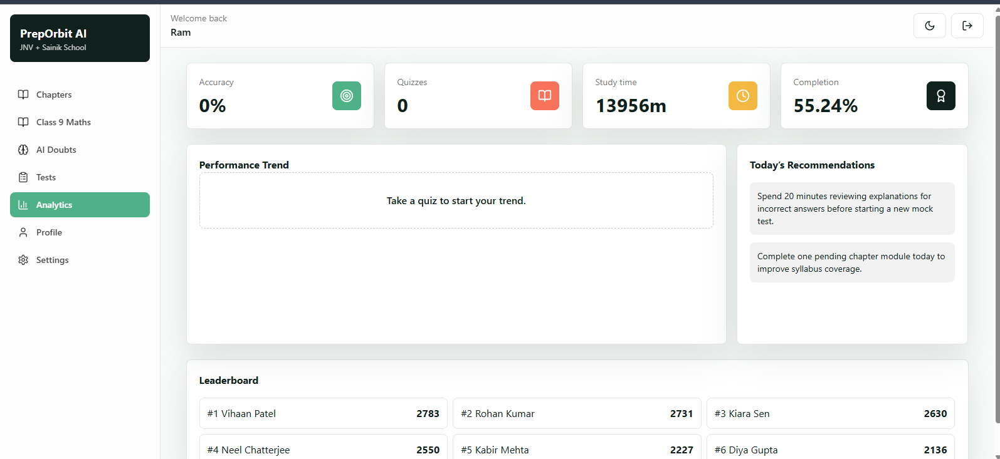 PrepOrbit AI
JNV + Sainik School
Chapters
Class 9 Maths
AI Doubts
Tests
Analytics
Profile
Settings
Welcome back
Ram
Accuracy
0%
Quizzes
0
Study time
13956m
Completion
55.24%
Performance Trend
Take a quiz to start your trend.
Today's Recommendations
Spend 20 minutes reviewing explanations for
incorrect answers before starting a new mock
test.
Complete one pending chapter module today to
improve syllabus coverage.
Leaderboard
#1 Vihaan Patel 2783
#2 Rohan Kumar 2731
#3 Kiara Sen 2630
#4 Neel Chatterjee 2550
#5 Kabir Mehta 2227
#6 Diya Gupta 2136